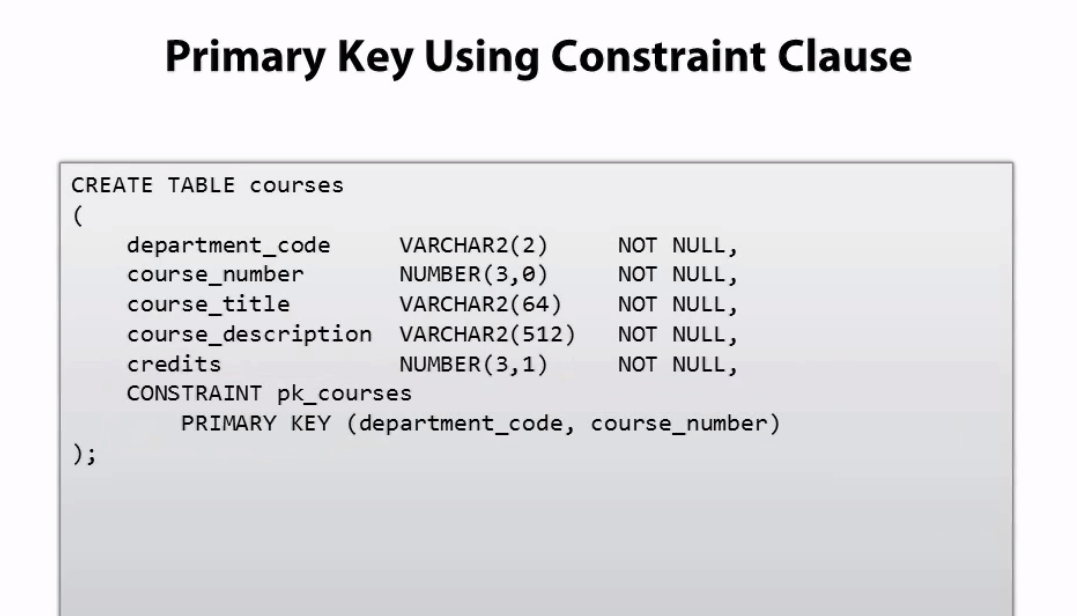 Primary Key Using Constraint Clause
CREATE TABLE courses
(
department_code VARCHAR2(2) NOT NULL,
course_number NUMBER(3,0) NOT NULL,
course_title VARCHAR2(64) NOT NULL,
course_description VARCHAR2(512) NOT NULL,
credits NUMBER(3,1) NOT NULL,
CONSTRAINT pk_courses
PRIMARY KEY (department_code, course_number)
);